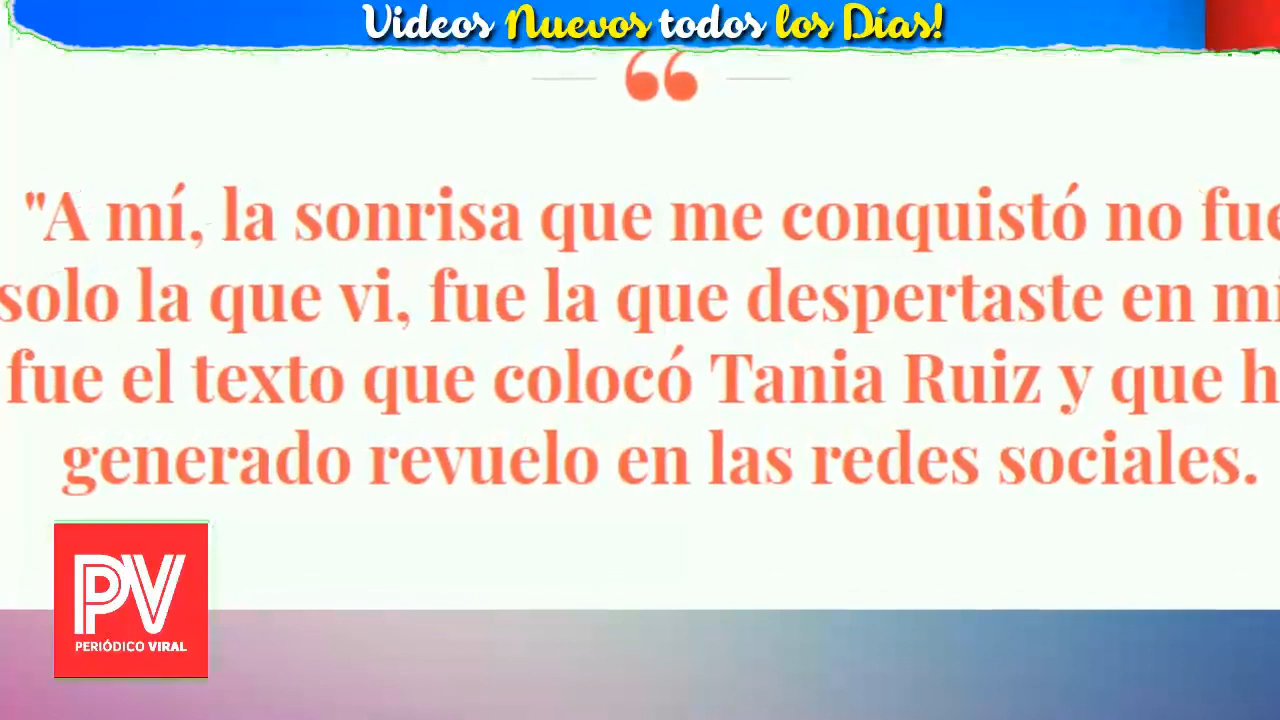 Videos Nuevos todos los Días!
“
"A mí, la sonrisa que me conquistó no fue
solo la que vi, fue la que despertaste en mí
fue el texto que colocó Tania Ruiz y que h
generado revuelo en las redes sociales.
PV
PERIÓDICO VIRAL